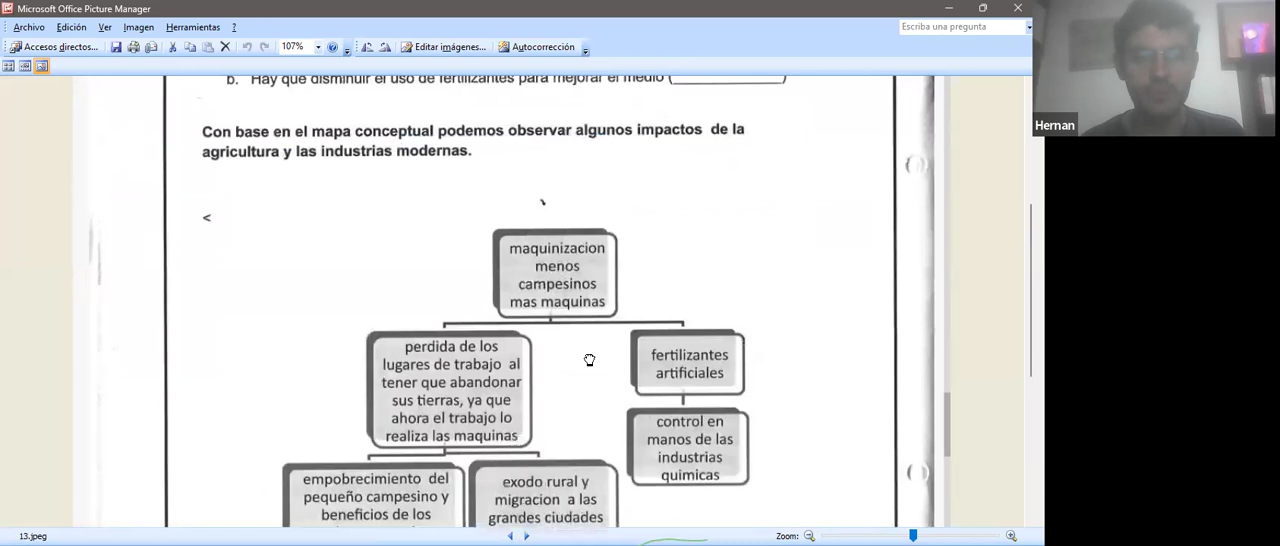 Microsoft Office Picture Manager
Archivo Edición Ver Imagen Herramientas ?
Escriba una pregunta
Accesos directos... 107% Editar imágenes... Autocorrección
b. Hay que disminuir el uso de fertilizantes para mejorar el medio (____________)
Con base en el mapa conceptual podemos observar algunos impactos de la
agricultura y las industrias modernas.
<
maquinizacion
menos
campesinos
mas maquinas
perdida de los
lugares de trabajo al
tener que abandonar
sus tierras, ya que
ahora el trabajo lo
realiza las maquinas
fertilizantes
artificiales
control en
manos de las
industrias
quimicas
empobrecimiento del
pequeño campesino y
beneficios de los
exodo rural y
migracion a las
grandes ciudades
13.jpeg
Zoom:
Hernan